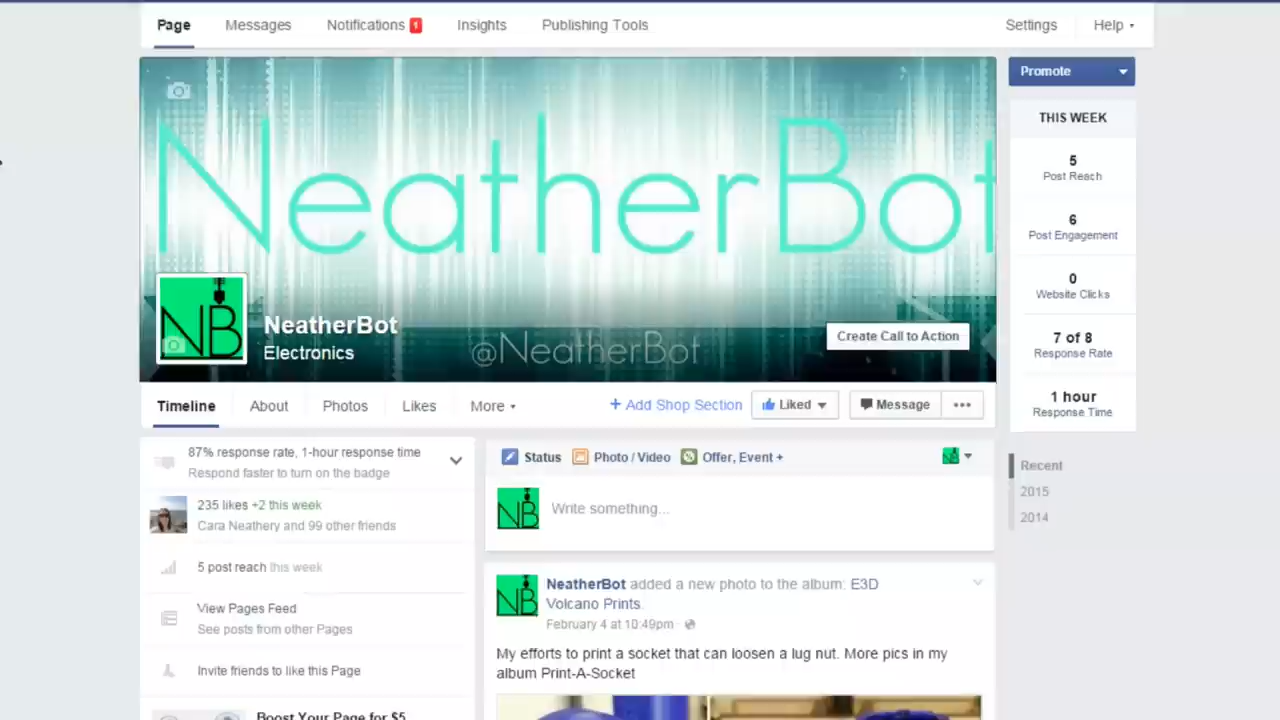 Page Messages Notifications 1 Insights Publishing Tools Settings Help
Promote
NeatherBot
NB
NeatherBot
Electronics
@NeatherBot
Create Call to Action
THIS WEEK
5
Post Reach
6
Post Engagement
0
Website Clicks
7 of 8
Response Rate
1 hour
Response Time
Timeline About Photos Likes More + Add Shop Section Liked Message •••
Recent
2015
2014
87% response rate, 1-hour response time
Respond faster to turn on the badge
235 likes +2 this week
Cara Neathery and 99 other friends
5 post reach this week
View Pages Feed
See posts from other Pages
Invite friends to like this Page
Boost Your Page for $5
Status Photo / Video Offer, Event + NB
NB Write something...
NB
NeatherBot added a new photo to the album: E3D
Volcano Prints.
February 4 at 10:49pm ·
My efforts to print a socket that can loosen a lug nut. More pics in my
album Print-A-Socket